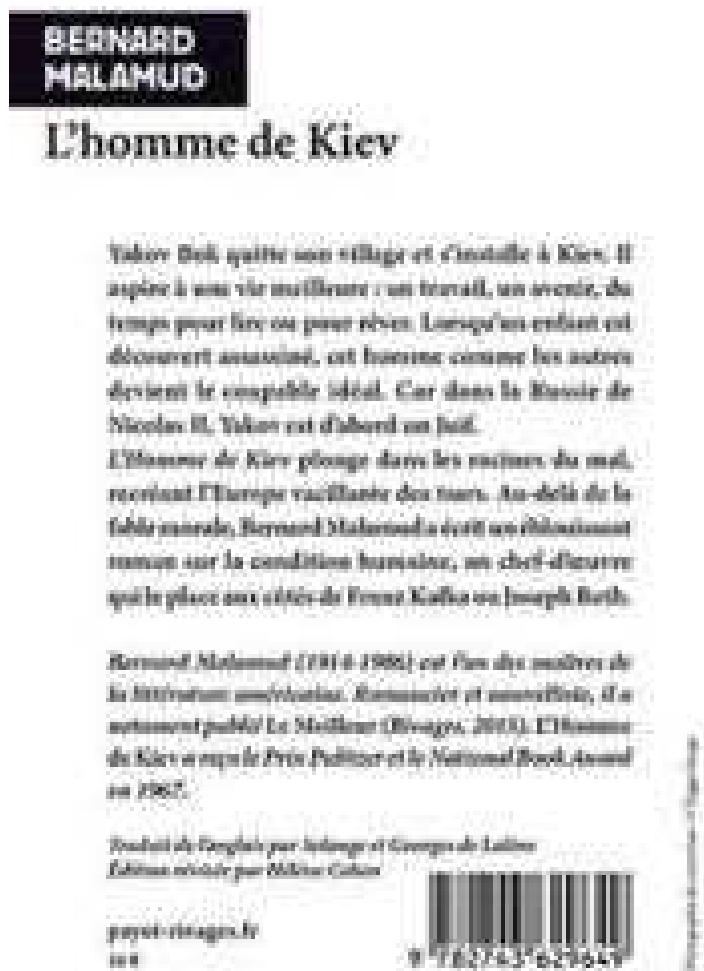 BERNARD
MALAMUD
L'homme de Kiev
Yakov Bok quitte son village et s'installe à Kiev. Il
aspire à une vie meilleure : un travail, un avenir, du
temps pour lire ou pour rêver. Lorsqu'un enfant est
découvert assassiné, cet homme comme les autres
devient le coupable idéal. Car dans la Russie de
Nicolas II, Yakov est d'abord un Juif.
L'Homme de Kiev plonge dans les racines du mal,
recréant l'Europe vacillante des tsars. Au-delà de la
fable morale, Bernard Malamud a écrit un éblouissant
roman sur la condition humaine, un chef-d'œuvre
qui le place aux côtés de Franz Kafka ou Joseph Roth.
Bernard Malamud (1914-1986) est l'un des maîtres de
la littérature américaine. Romancier et nouvelliste, il a
notamment publié Le Meilleur (Rivages, 2015). L'Homme
de Kiev a reçu le Prix Pulitzer et le National Book Award
en 1967.
Traduit de l'anglais par Solange et Georges de Lalène
Édition révisée par Hélène Cohen
payot-rivages.fr
9 782743 629649